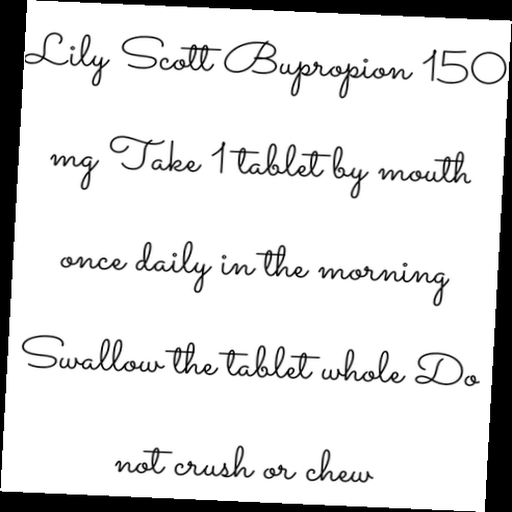 Lily Scott Bupropion 150
mg Take 1 tablet by mouth
once daily in the morning
Swallow the tablet whole Do
not crush or chew